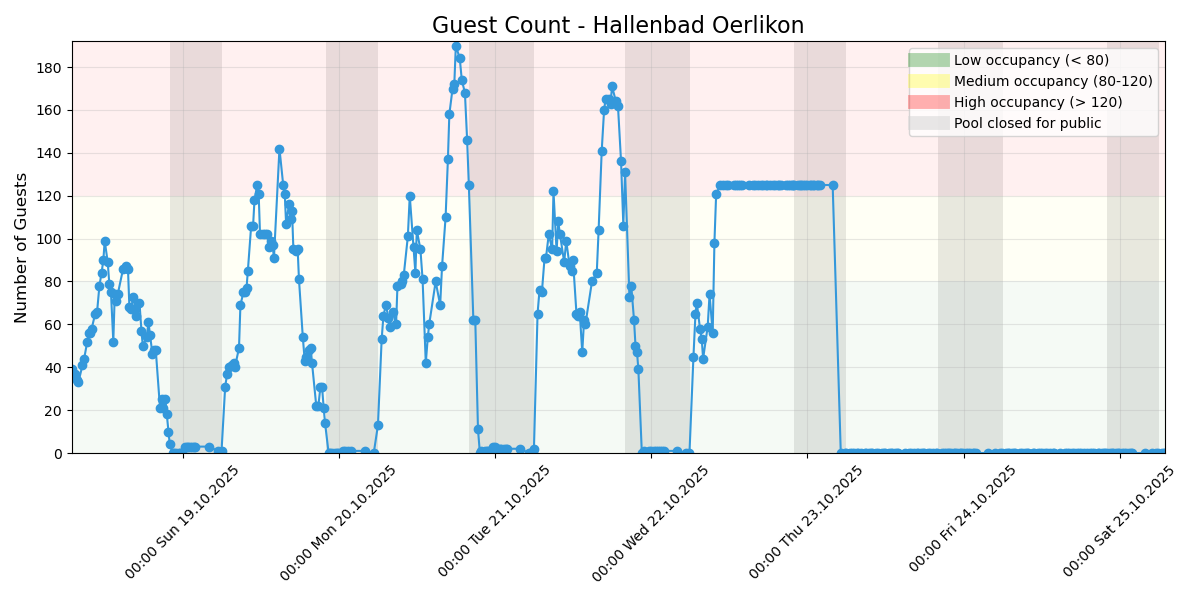 Guest Count - Hallenbad Oerlikon
Low occupancy (< 80)
Medium occupancy (80-120)
High occupancy (> 120)
Pool closed for public
Number of Guests
180
160
140
120
100
80
60
40
20
0
00:00 Sun 19.10.2025
00:00 Mon 20.10.2025
00:00 Tue 21.10.2025
00:00 Wed 22.10.2025
00:00 Thu 23.10.2025
00:00 Fri 24.10.2025
00:00 Sat 25.10.2025